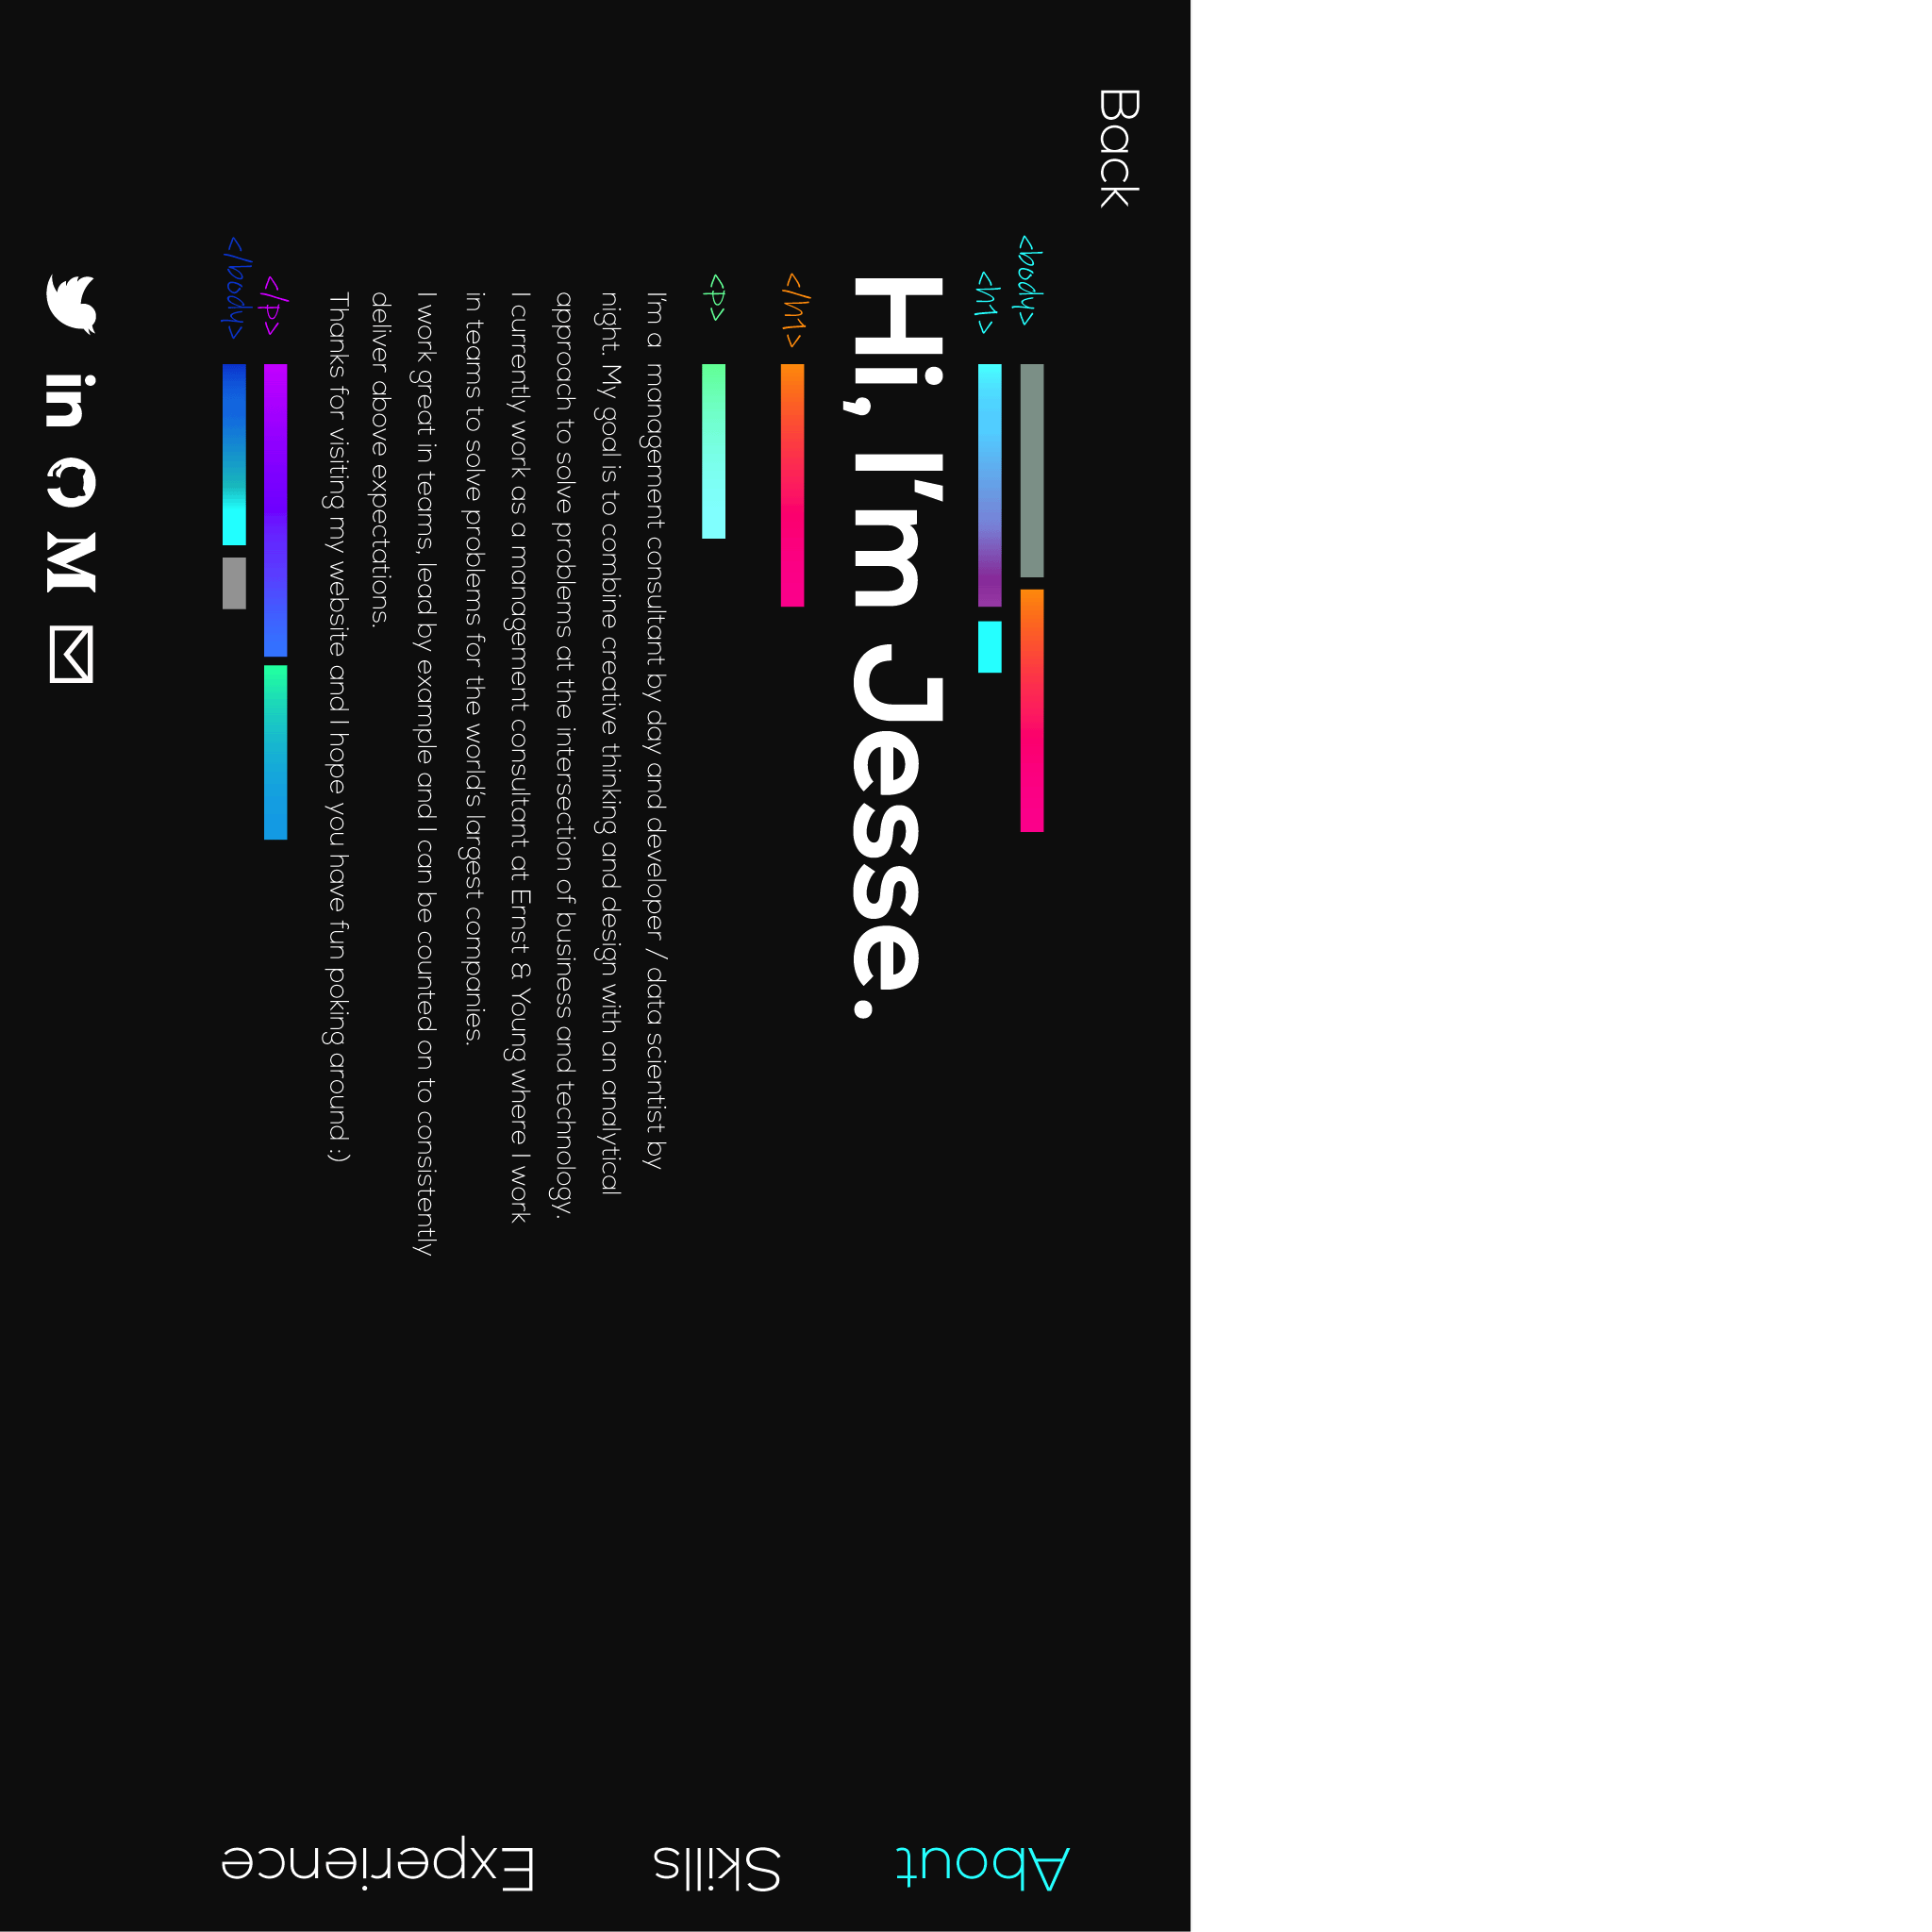 Back
<body>
<h1>
Hi, I'm Jesse.
</h1>
<p>
I'm a management consultant by day and developer / data scientist by
night. My goal is to combine creative thinking and design with an analytical
approach to solve problems at the intersection of business and technology.
I currently work as a management consultant at Ernst & Young where I work
in teams to solve problems for the world's largest companies.
I work great in teams, lead by example and I can be counted on to consistently
deliver above expectations.
Thanks for visiting my website and I hope you have fun poking around :)
</p>
</body>
in
M
About
Skills
Experience